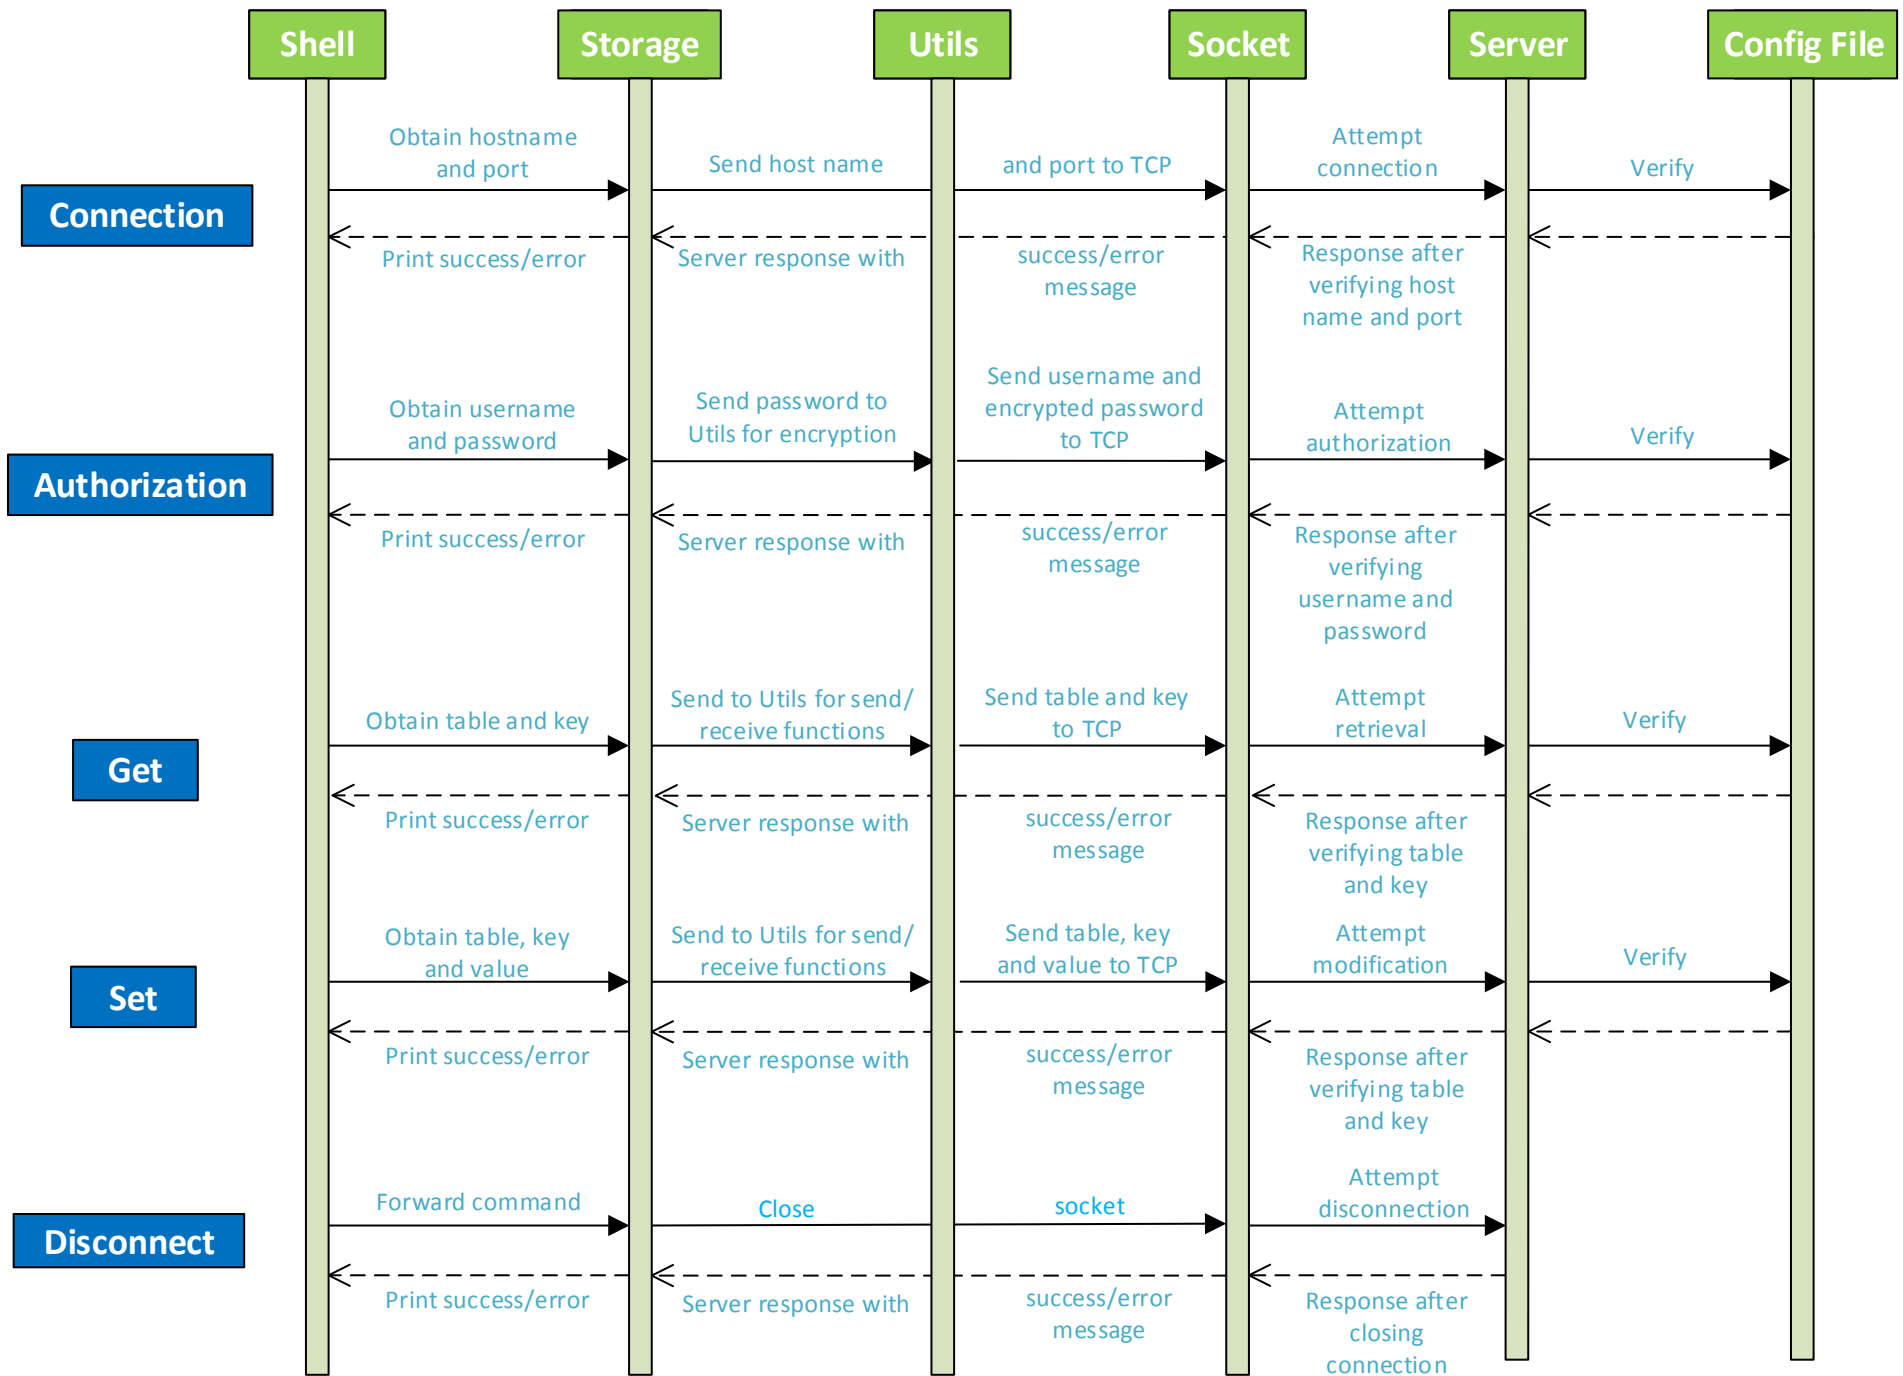 Shell
Storage
Utils
Socket
Server
Config File
Connection
Obtain hostname
and port
Send host name
and port to TCP
Attempt
connection
Verify
Print success/error
Server response with
success/error
message
Response after
verifying host
name and port
Authorization
Obtain username
and password
Send password to
Utils for encryption
Send username and
encrypted password
to TCP
Attempt
authorization
Verify
Print success/error
Server response with
success/error
message
Response after
verifying
username and
password
Get
Obtain table and key
Send to Utils for send/
receive functions
Send table and key
to TCP
Attempt
retrieval
Verify
Print success/error
Server response with
success/error
message
Response after
verifying table
and key
Set
Obtain table, key
and value
Send to Utils for send/
receive functions
Send table, key
and value to TCP
Attempt
modification
Verify
Print success/error
Server response with
success/error
message
Response after
verifying table
and key
Disconnect
Forward command
Close
socket
Attempt
disconnection
Print success/error
Server response with
success/error
message
Response after
closing
connection